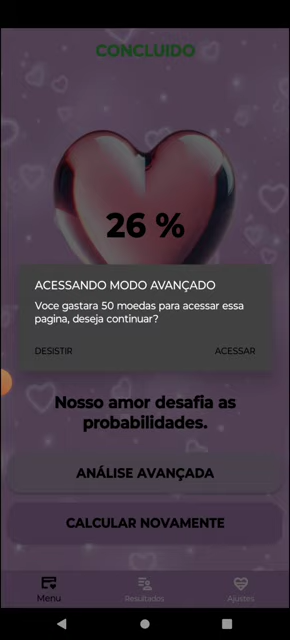 CONCLUIDO
26 %
ACESSANDO MODO AVANÇADO
Voce gastara 50 moedas para acessar essa
pagina, deseja continuar?
DESISTIR
ACESSAR
Nosso amor desafia as
probabilidades.
ANÁLISE AVANÇADA
CALCULAR NOVAMENTE
Menu
Resultados
Ajustes